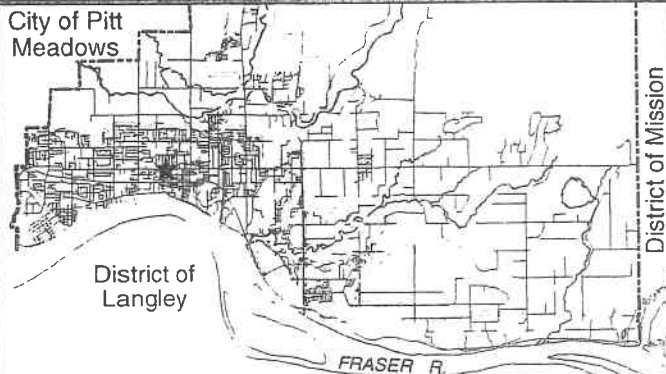 City of Pitt
Meadows
District of Mission
District of
Langley
FRASER R.